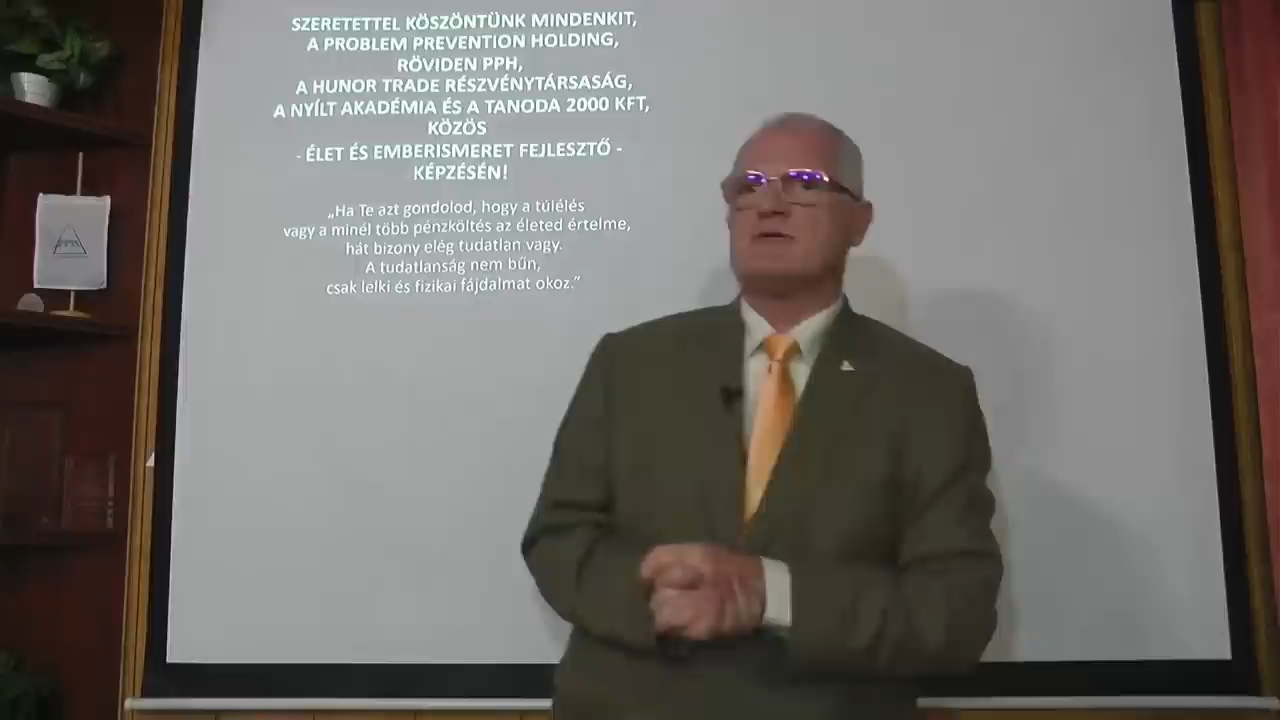 SZERETETTEL KÖSZÖNTÜNK MINDENKIT,
A PROBLEM PREVENTION HOLDING,
RÖVIDEN PPH,
A HUNOR TRADE RÉSZVÉNYTÁRSASÁG,
A NYÍLT AKADÉMIA ÉS A TANODA 2000 KFT,
KÖZÖS
- ÉLET ÉS EMBERISMERET FEJLESZTŐ -
KÉPZÉSÉN!
„Ha Te azt gondolod, hogy a túlélés
vagy a minél több pénzköltés az életed értelme,
hát bizony elég tudatlan vagy.
A tudatlanság nem bűn,
csak lelki és fizikai fájdalmat okoz.”